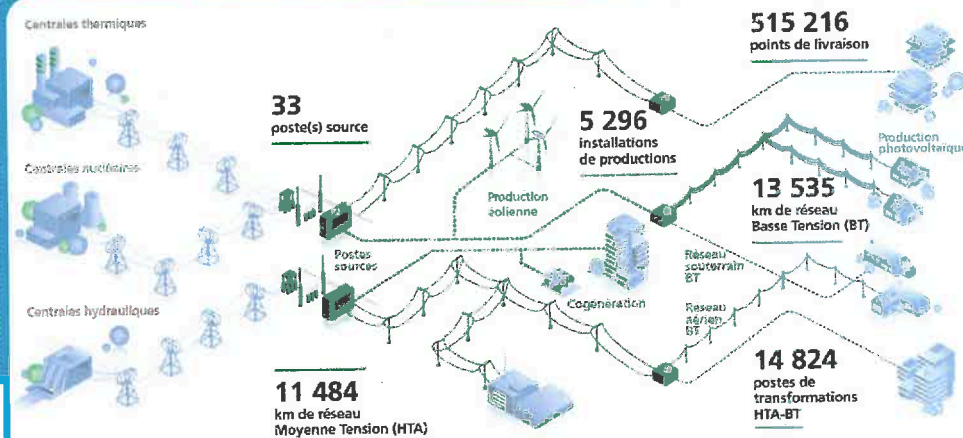 Centrales thermiques
515 216
points de livraison
33
poste(s) source
5 296
installations
de productions
Production
photovoltaïque
Centrales nucléaires
13 535
km de réseau
Basse Tension (BT)
Production
éolienne
Postes
sources
Réseau
souterrain
BT
Cogénération
Centrales hydrauliques
Réseau
aérien
BT
14 824
postes de
transformations
HTA-BT
11 484
km de réseau
Moyenne Tension (HTA)